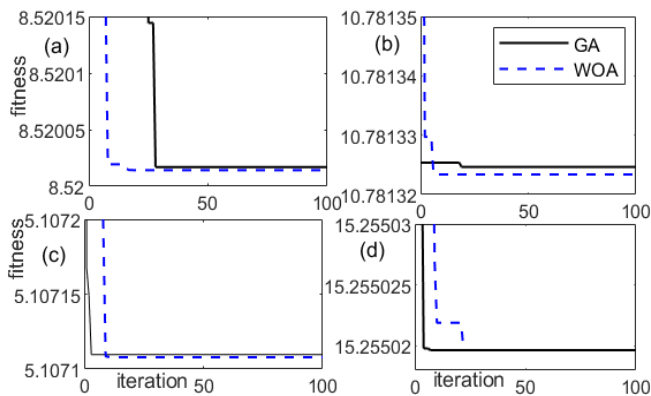 8.52015
8.5201
8.52005
8.52
fitness
(a)
0
50
100
10.78135
10.78134
10.78133
10.78132
(b)
GA
WOA
0
50
100
5.1072
5.10715
5.1071
fitness
(c)
0
50
100
iteration
15.25503
15.255025
15.25502
(d)
0
50
100
iteration